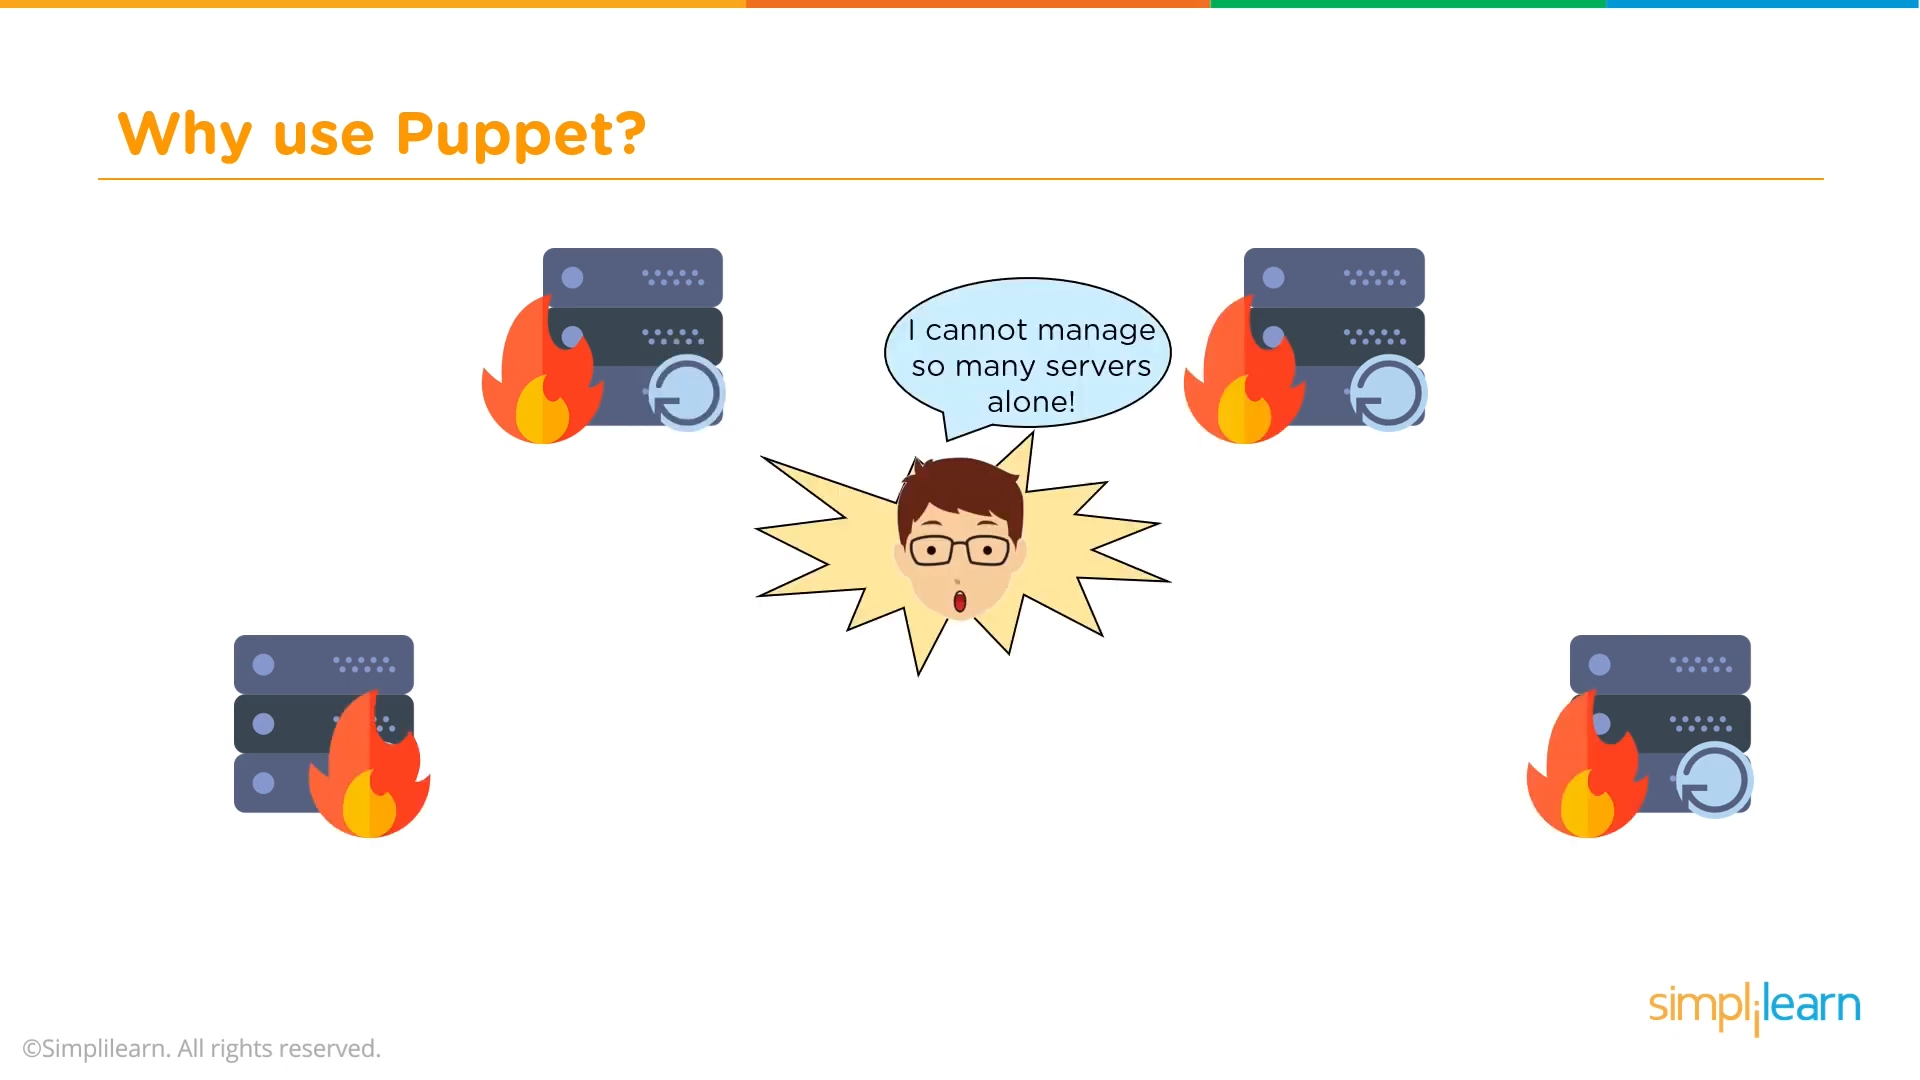 Why use Puppet?
I cannot manage
so many servers
alone!
simplilearn
©Simplilearn. All rights reserved.